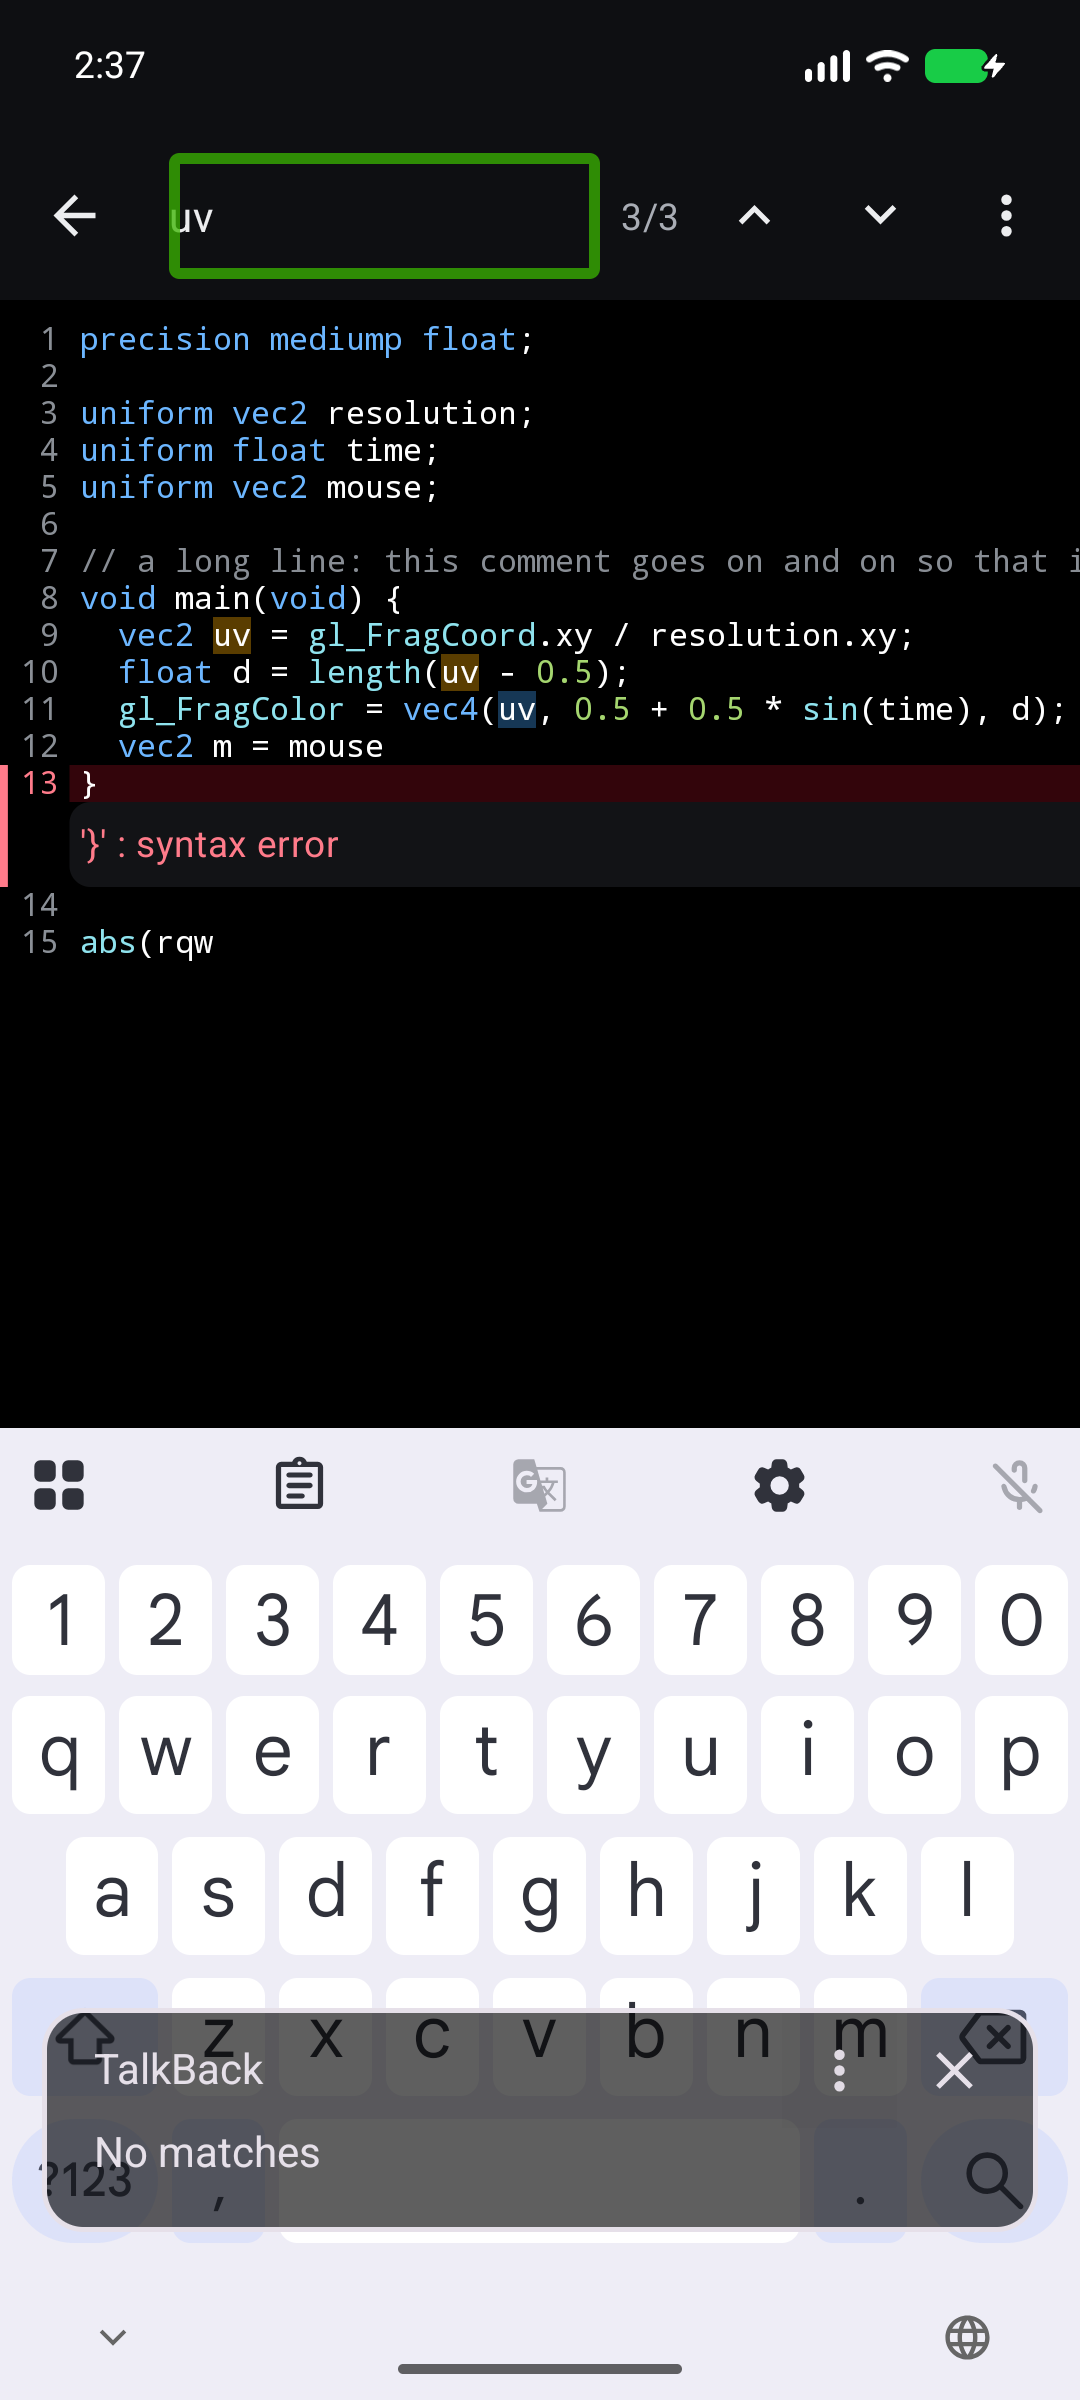 2:37
uv 3/3
1 precision mediump float;
2
3 uniform vec2 resolution;
4 uniform float time;
5 uniform vec2 mouse;
6
7 // a long line: this comment goes on and on so that i
8 void main(void) {
9   vec2 uv = gl_FragCoord.xy / resolution.xy;
10   float d = length(uv - 0.5);
11   gl_FragColor = vec4(uv, 0.5 + 0.5 * sin(time), d);
12   vec2 m = mouse
13 }
'}' : syntax error
14
15 abs(rqw
G 文
1 2 3 4 5 6 7 8 9 0
q w e r t y u i o p
a s d f g h j k l
z x c v b n m
TalkBack
No matches
?123 , .